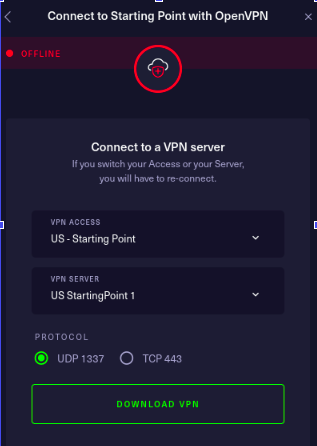 Connect to Starting Point with OpenVPN
OFFLINE
Connect to a VPN server
If you switch your Access or your Server,
you will have to re-connect.
VPN ACCESS
US - Starting Point
VPN SERVER
US StartingPoint 1
PROTOCOL
UDP 1337
TCP 443
DOWNLOAD VPN